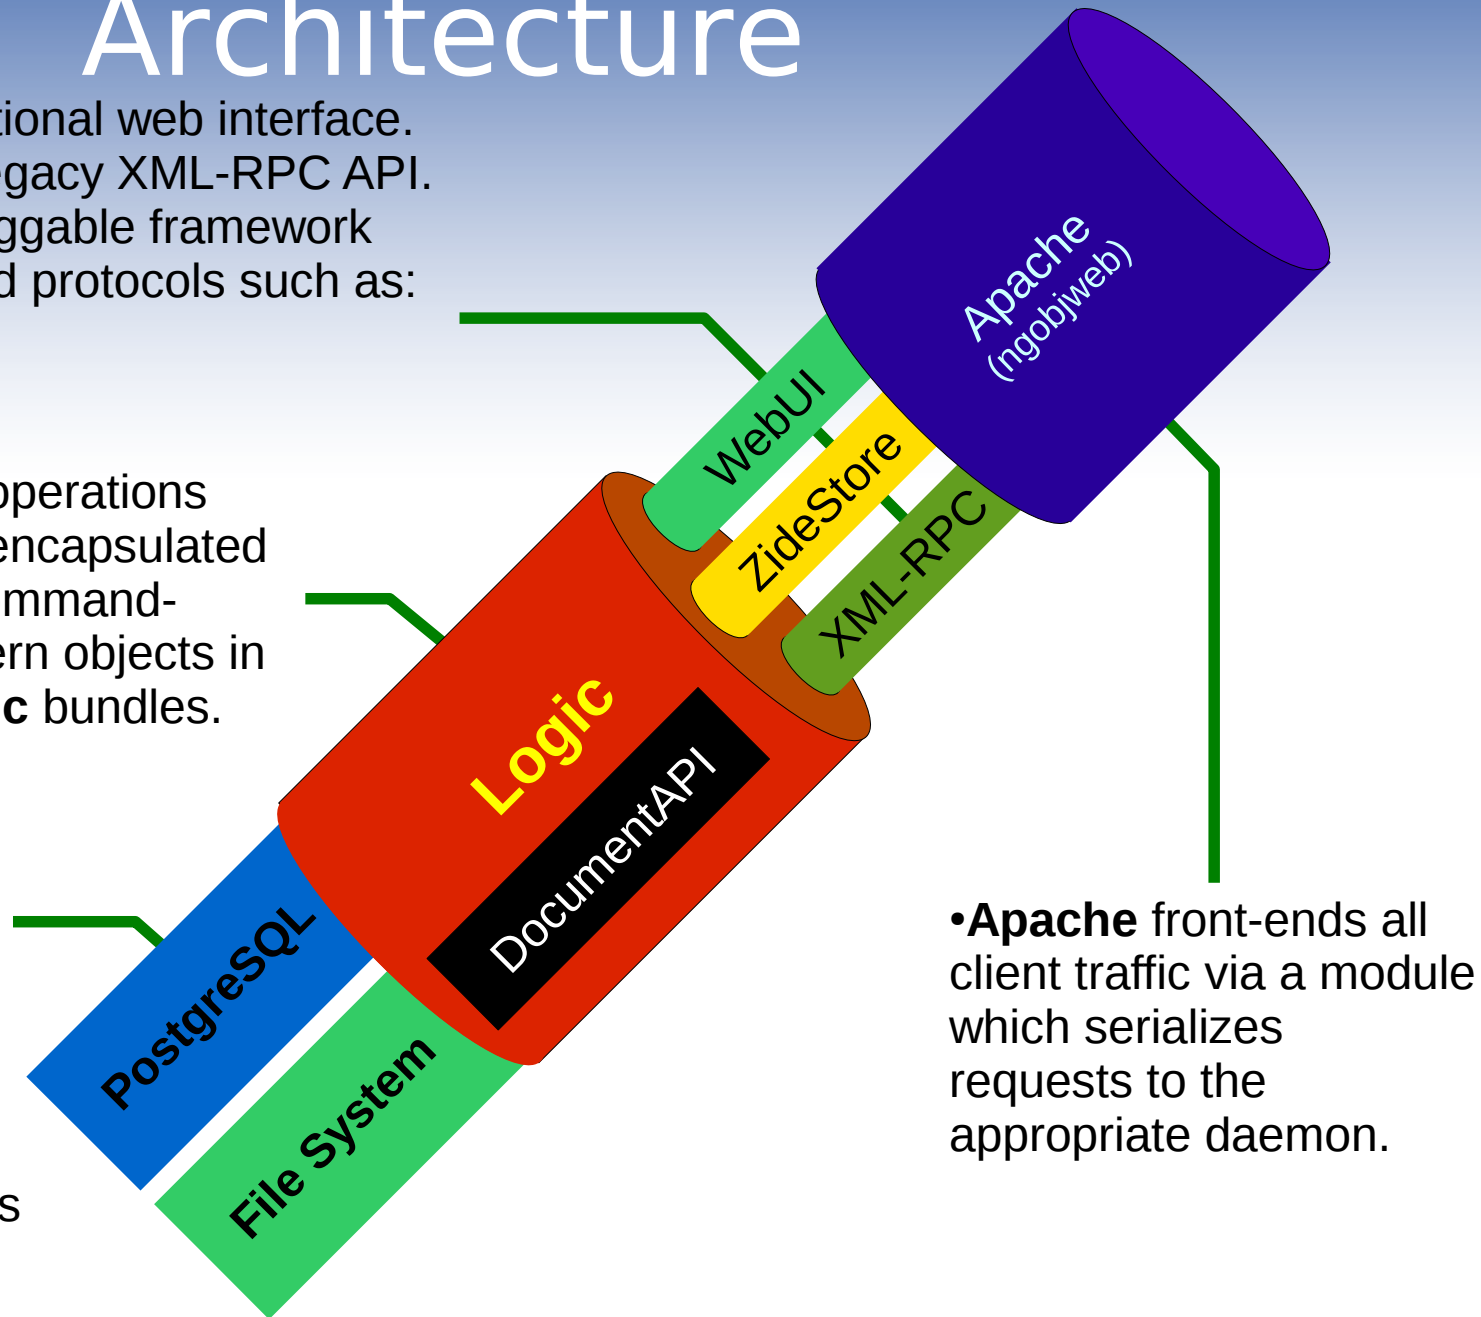 Architecture
tional web interface.
egacy XML-RPC API.
ggable framework
d protocols such as:
operations
encapsulated
mmand-
ern objects in
c bundles.
s
Apache
(ngobjweb)
WebUI
ZideStore
XML-RPC
Logic
DocumentAPI
PostgreSQL
File System
•Apache front-ends all
client traffic via a module
which serializes
requests to the
appropriate daemon.